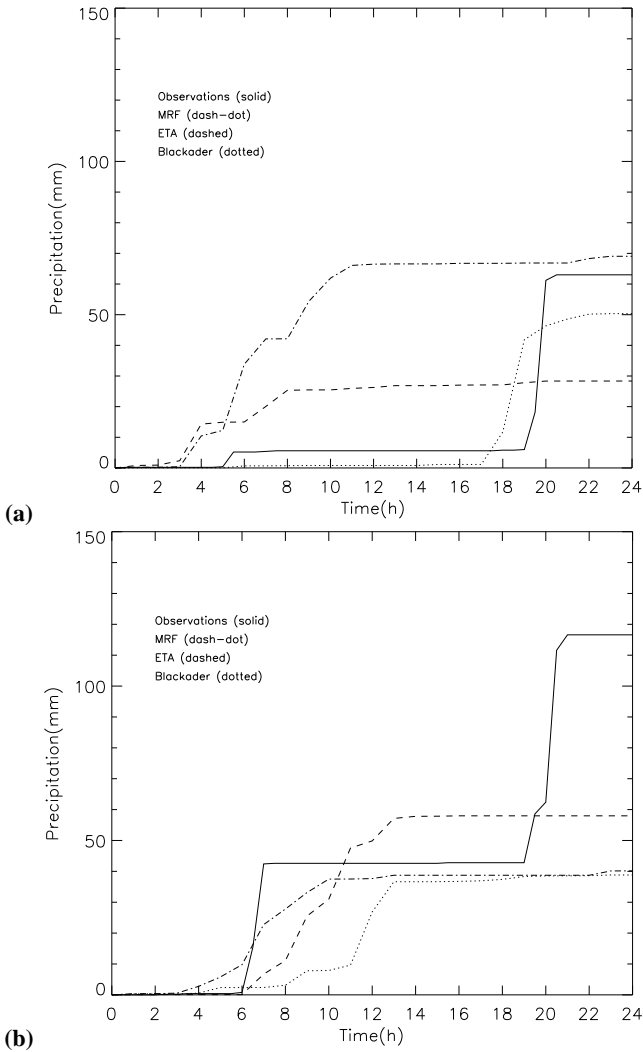 150
100
50
0
Precipitation(mm)
Observations (solid)
MRF (dash-dot)
ETA (dashed)
Blackader (dotted)
0 2 4 6 8 10 12 14 16 18 20 22 24
Time(h)
(a)
150
100
50
0
Precipitation(mm)
Observations (solid)
MRF (dash-dot)
ETA (dashed)
Blackader (dotted)
0 2 4 6 8 10 12 14 16 18 20 22 24
Time(h)
(b)